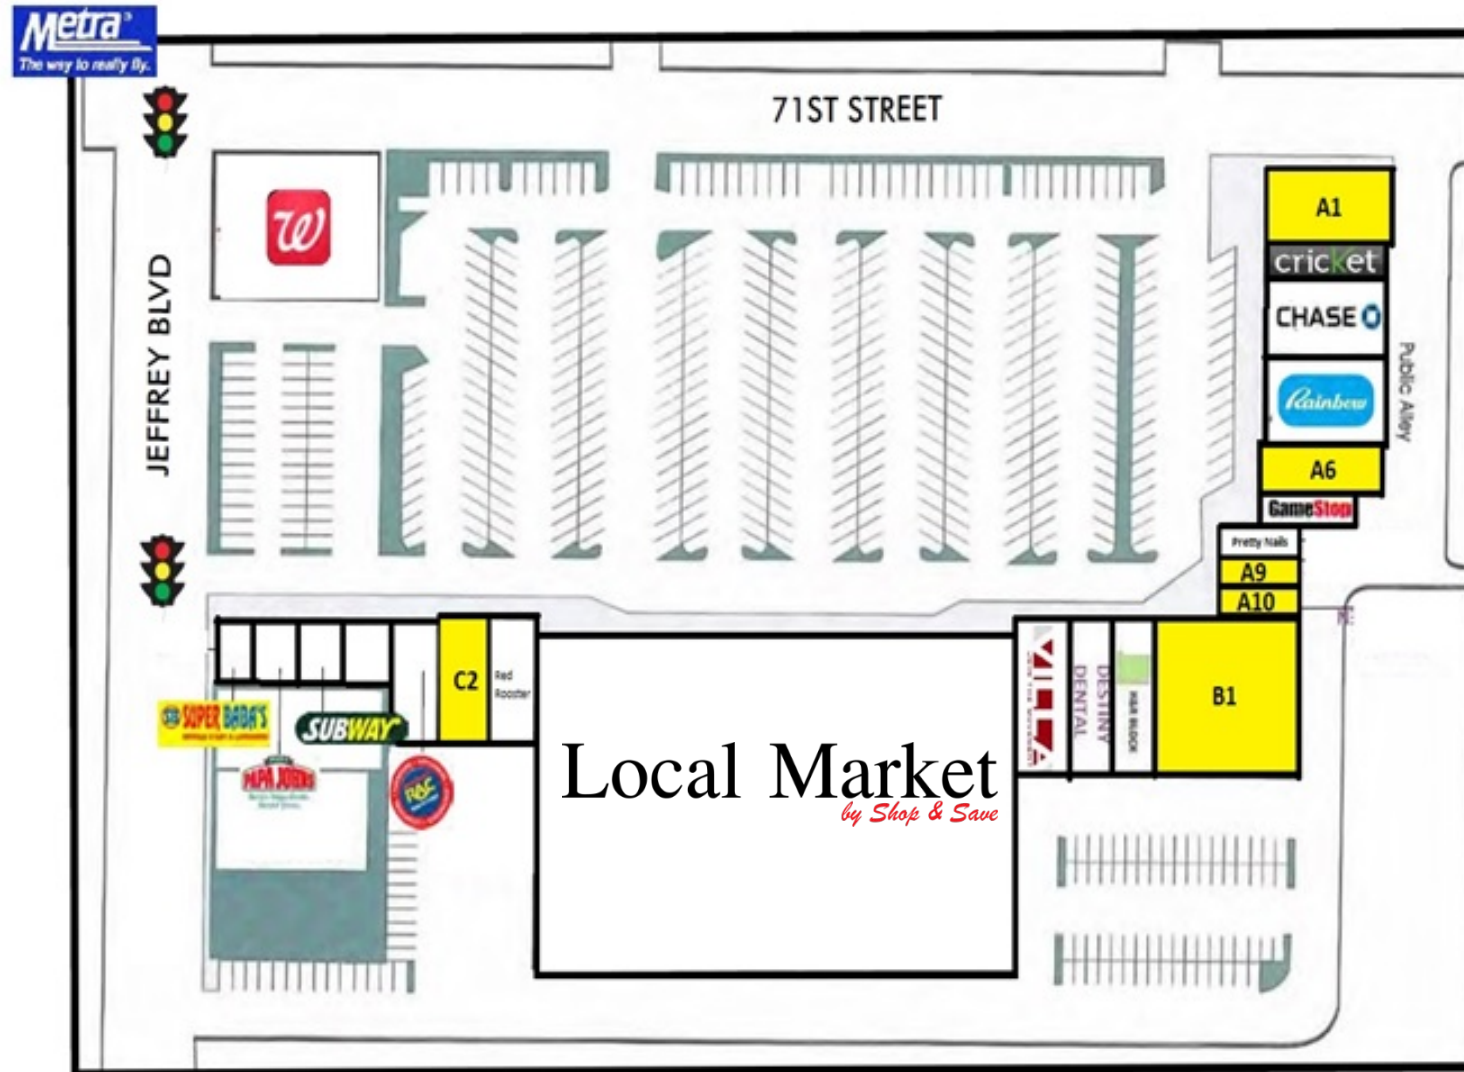 Metra
The way to really fly.
71ST STREET
JEFFREY BLVD
W
A1
cricket
CHASE
Rainbow
Public Alley
A6
GameStop
Pretty Nails
A9
A10
C2
Red
Rooster
SUPER BABA'S
SUBWAY
PAPA JOHN'S
RAC
Local Market
by Shop & Save
DESTINY
DENTAL
H&R BLOCK
B1